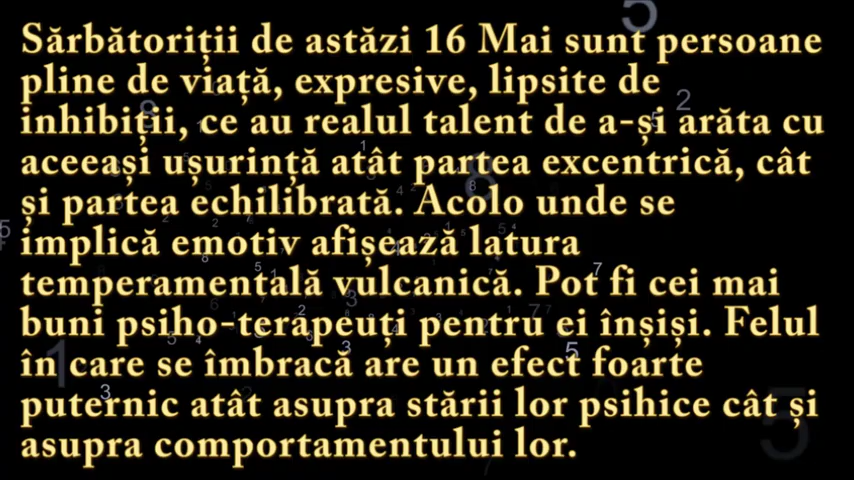 Sărbătoriții de astăzi 16 Mai sunt persoane
pline de viață, expresive, lipsite de
inhibiții, ce au realul talent de a-și arăta cu
aceeași ușurință atât partea excentrică, cât
și partea echilibrată. Acolo unde se
implică emotiv afișează latura
temperamentală vulcanică. Pot fi cei mai
buni psiho-terapeuți pentru ei înșiși. Felul
în care se îmbracă are un efect foarte
puternic atât asupra stării lor psihice cât și
asupra comportamentului lor.